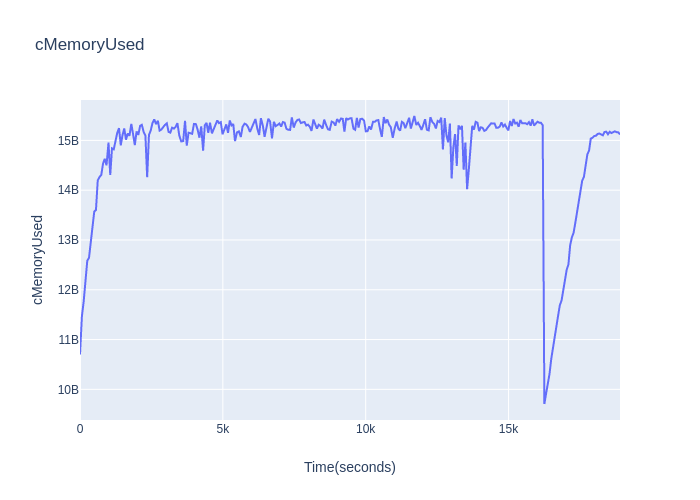 cMemoryUsed
15B
14B
13B
12B
11B
10B
cMemoryUsed
0
5k
10k
15k
Time(seconds)